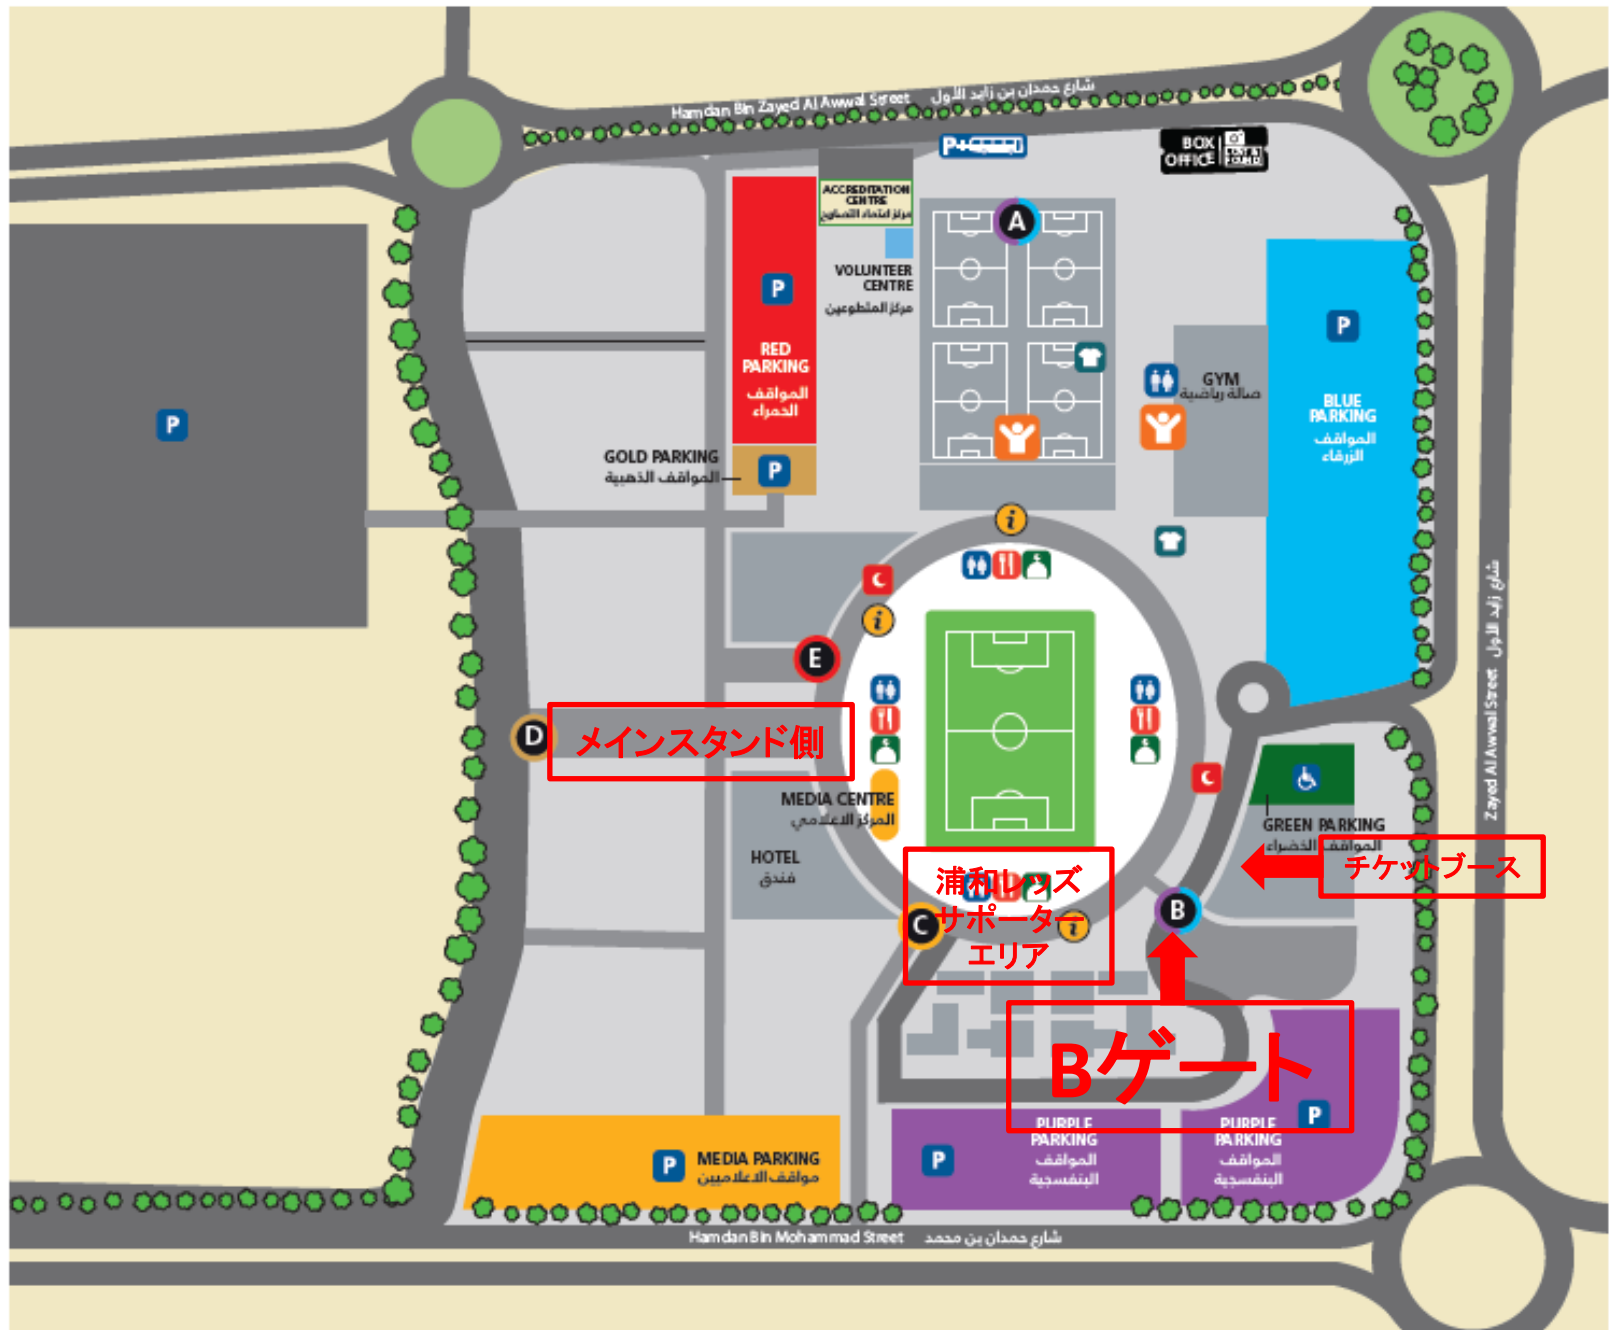 Hamdan Bin Zayed Al Awwal Street شارع حمدان بن زايد الأول
P+
BOX
OFFICE
LOST &
FOUND
ACCREDITATION
CENTRE
مركز اعتماد التصاريح
A
VOLUNTEER
CENTRE
مركز المتطوعين
P
RED
PARKING
المواقف
الحمراء
P
GYM
صالة رياضية
BLUE
PARKING
المواقف
الزرقاء
P
GOLD PARKING
المواقف الذهبية
P
i
i
E
شارع زايد الأول
Zayed Al Awwal Street
D
メインスタンド側
MEDIA CENTRE
المركز الاعلامي
GREEN PARKING
المواقف الخضراء
HOTEL
فندق
チケットブース
浦和レッズ
サポーター
エリア
C
i
B
Bゲート
P
MEDIA PARKING
مواقف الاعلاميين
P
PURPLE
PARKING
المواقف
البنفسجية
P
PURPLE
PARKING
المواقف
البنفسجية
Hamdan Bin Mohammad Street شارع حمدان بن محمد